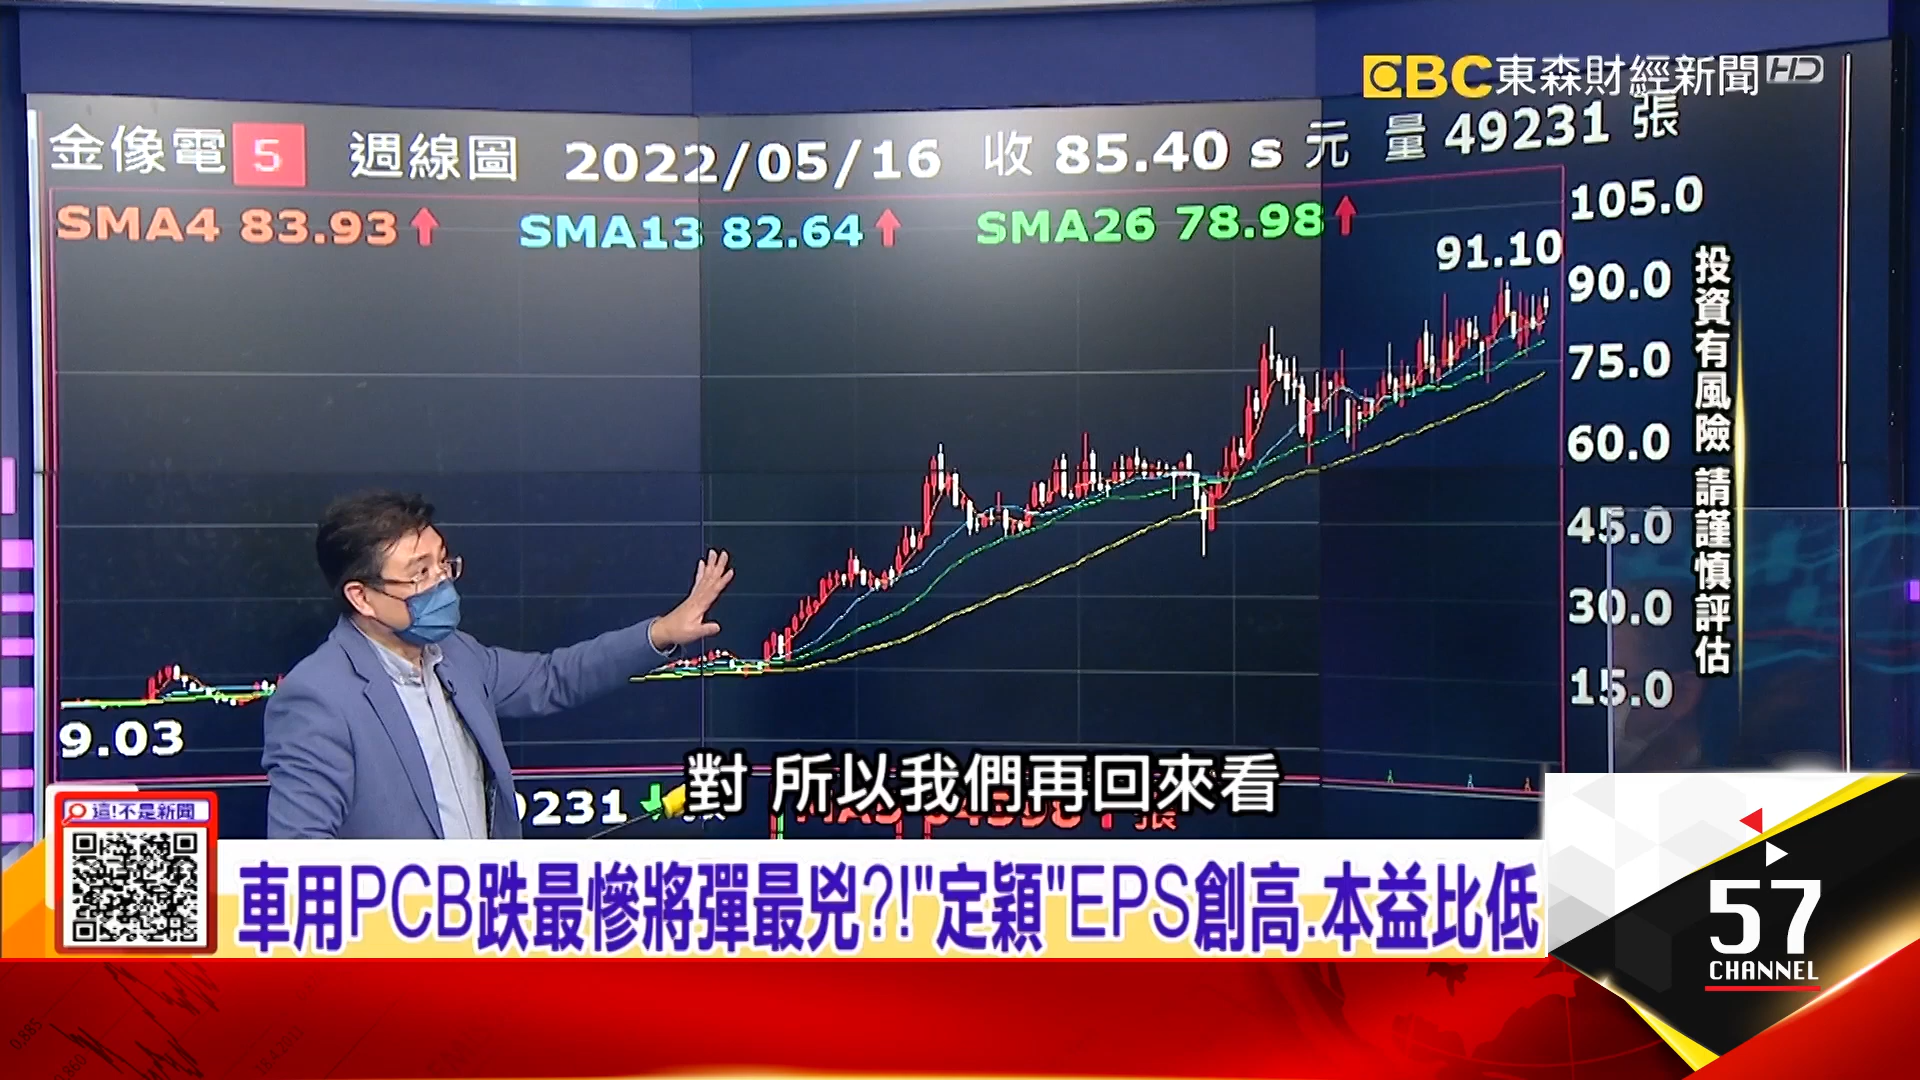 EBC 東森財經新聞 HD
金像電 5 週線圖 2022/05/16 收 85.40 s 元 量 49231 張
SMA4 83.93↑ SMA13 82.64↑ SMA26 78.98↑
105.0
91.10
90.0
75.0
60.0
45.0
30.0
15.0
9.03
投資有風險 請謹慎評估
9231
對 所以我們再回來看
這!不是新聞
車用PCB跌最慘將彈最兇?!"定穎"EPS創高.本益比低
57
CHANNEL